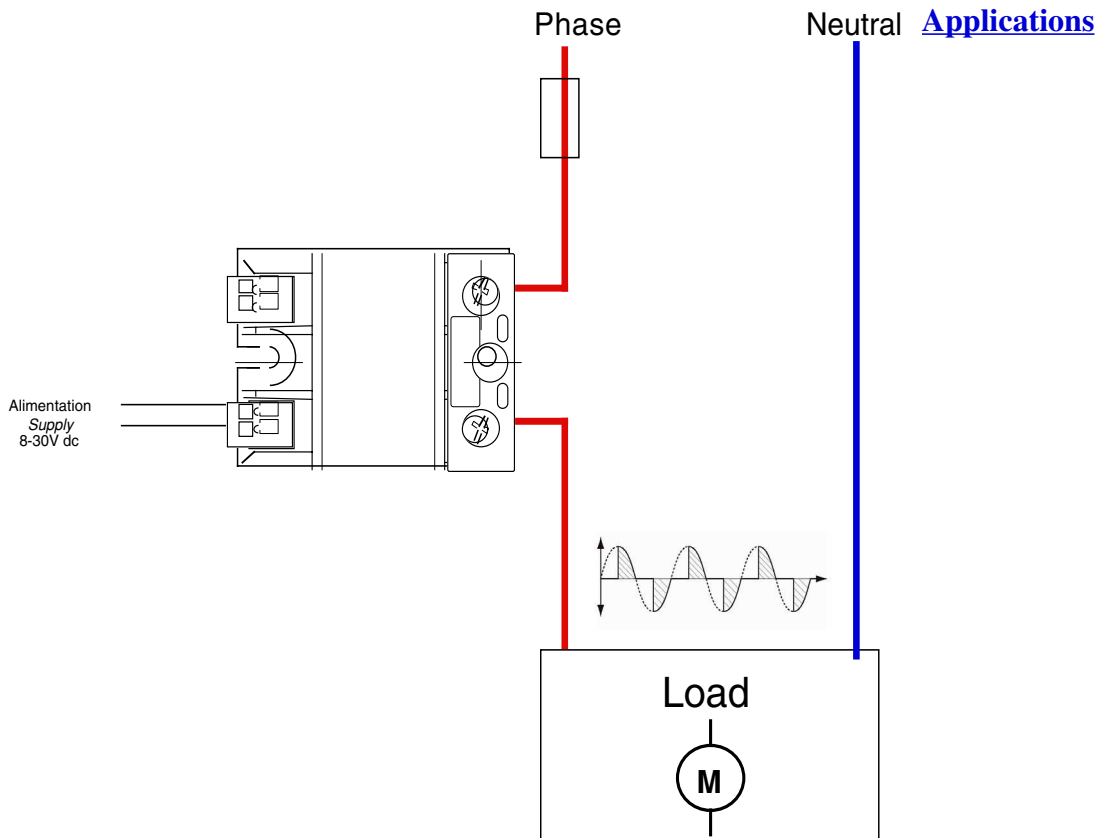 Phase
Neutral
Applications
Alimentation
Supply
8-30V dc
Load
M